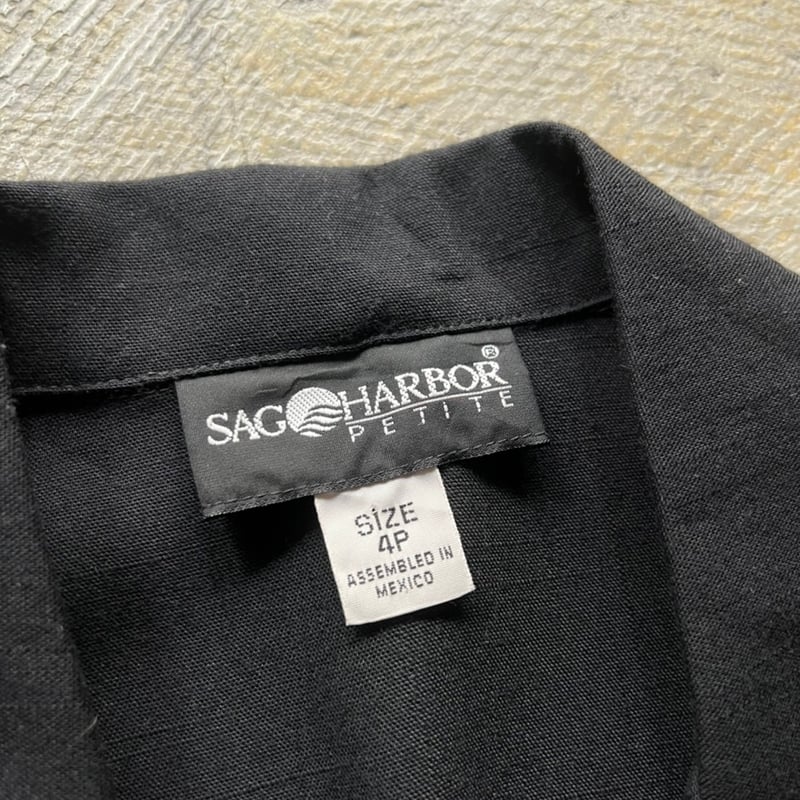 SAG HARBOR®
PETITE
SIZE
4P
ASSEMBLED IN
MEXICO